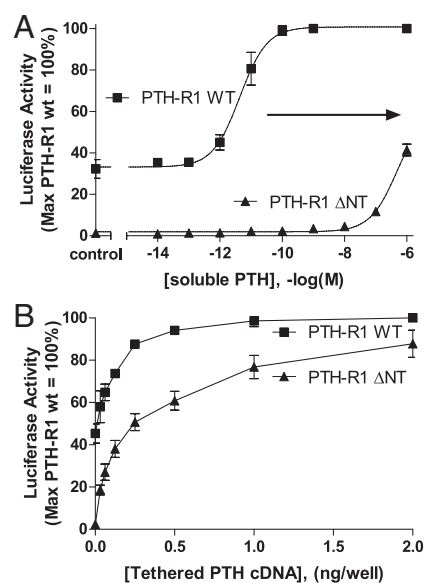 A
Luciferase Activity
(Max PTH-R1 wt = 100%)
100
80
60
40
20
0
PTH-R1 WT
PTH-R1 ΔNT
control
-14
-12
-10
-8
-6
[soluble PTH], -log(M)
B
Luciferase Activity
(Max PTH-R1 wt = 100%)
100
80
60
40
20
0
PTH-R1 WT
PTH-R1 ΔNT
0.0
0.5
1.0
1.5
2.0
[Tethered PTH cDNA], (ng/well)